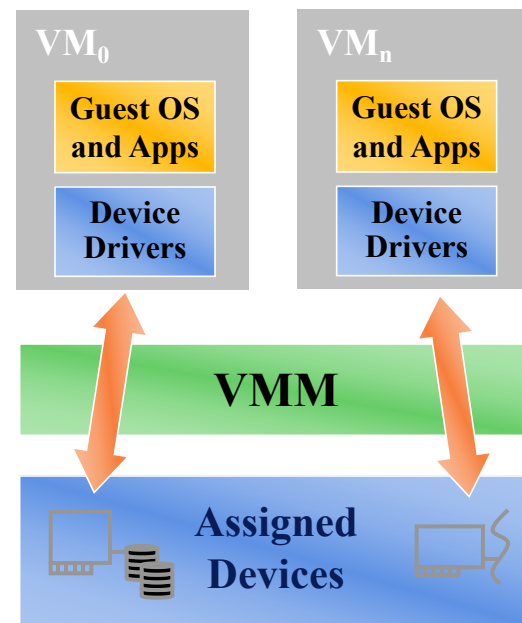 VM₀
Guest OS
and Apps
Device
Drivers
VMₙ
Guest OS
and Apps
Device
Drivers
VMM
Assigned
Devices